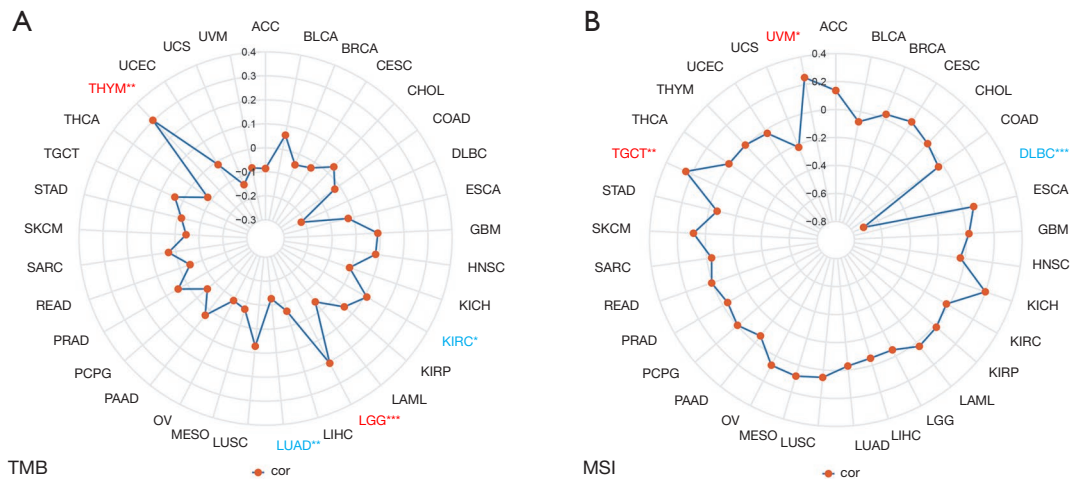 A
ACC
BLCA
BRCA
CESC
CHOL
COAD
DLBC
ESCA
GBM
HNSC
KICH
KIRC*
KIRP
LAML
LGG***
LIHC
LUAD**
LUSC
MESO
OV
PAAD
PCPG
PRAD
READ
SARC
SKCM
STAD
TGCT
THCA
THYM**
UCEC
UCS
UVM
0.4
0.3
0.2
0.1
0
−0.1
−0.2
−0.3
TMB
cor
B
ACC
BLCA
BRCA
CESC
CHOL
COAD
DLBC***
ESCA
GBM
HNSC
KICH
KIRC
KIRP
LAML
LGG
LIHC
LUAD
LUSC
MESO
OV
PAAD
PCPG
PRAD
READ
SARC
SKCM
STAD
TGCT**
THCA
THYM
UCEC
UCS
UVM*
0.4
0.2
0
−0.2
−0.4
−0.6
−0.8
MSI
cor